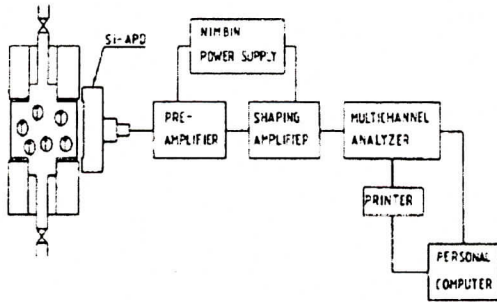 Si-APD
NIMBIN
POWER SUPPLY
PRE-
AMPLIFIER
SHAPING
AMPLIFIER
MULTICHANNEL
ANALYZER
PRINTER
PERSONAL
COMPUTER